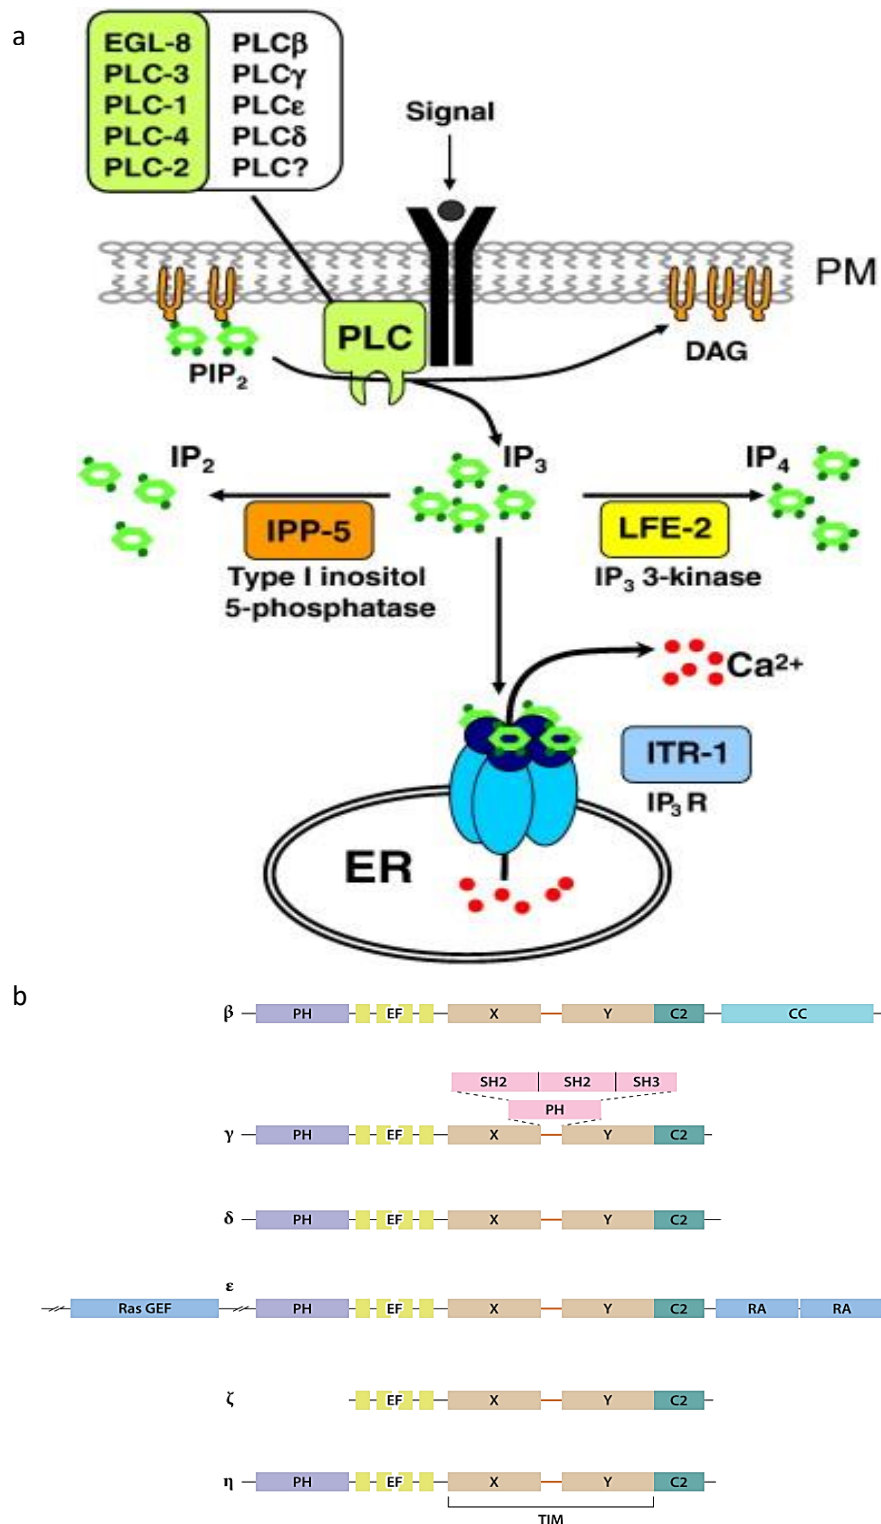 a
EGL-8 PLCβ
PLC-3 PLCγ
PLC-1 PLCε
PLC-4 PLCδ
PLC-2 PLC?
Signal
PM
PLC
PIP₂
DAG
IP₂
IP₃
IP₄
IPP-5
LFE-2
Type I inositol
5-phosphatase
IP₃ 3-kinase
Ca²⁺
ITR-1
IP₃R
ER
b
β PH EF X Y C2 CC
SH2 SH2 SH3
PH
γ PH EF X Y C2
δ PH EF X Y C2
ε
Ras GEF PH EF X Y C2 RA RA
ζ EF X Y C2
η PH EF X Y C2
TIM